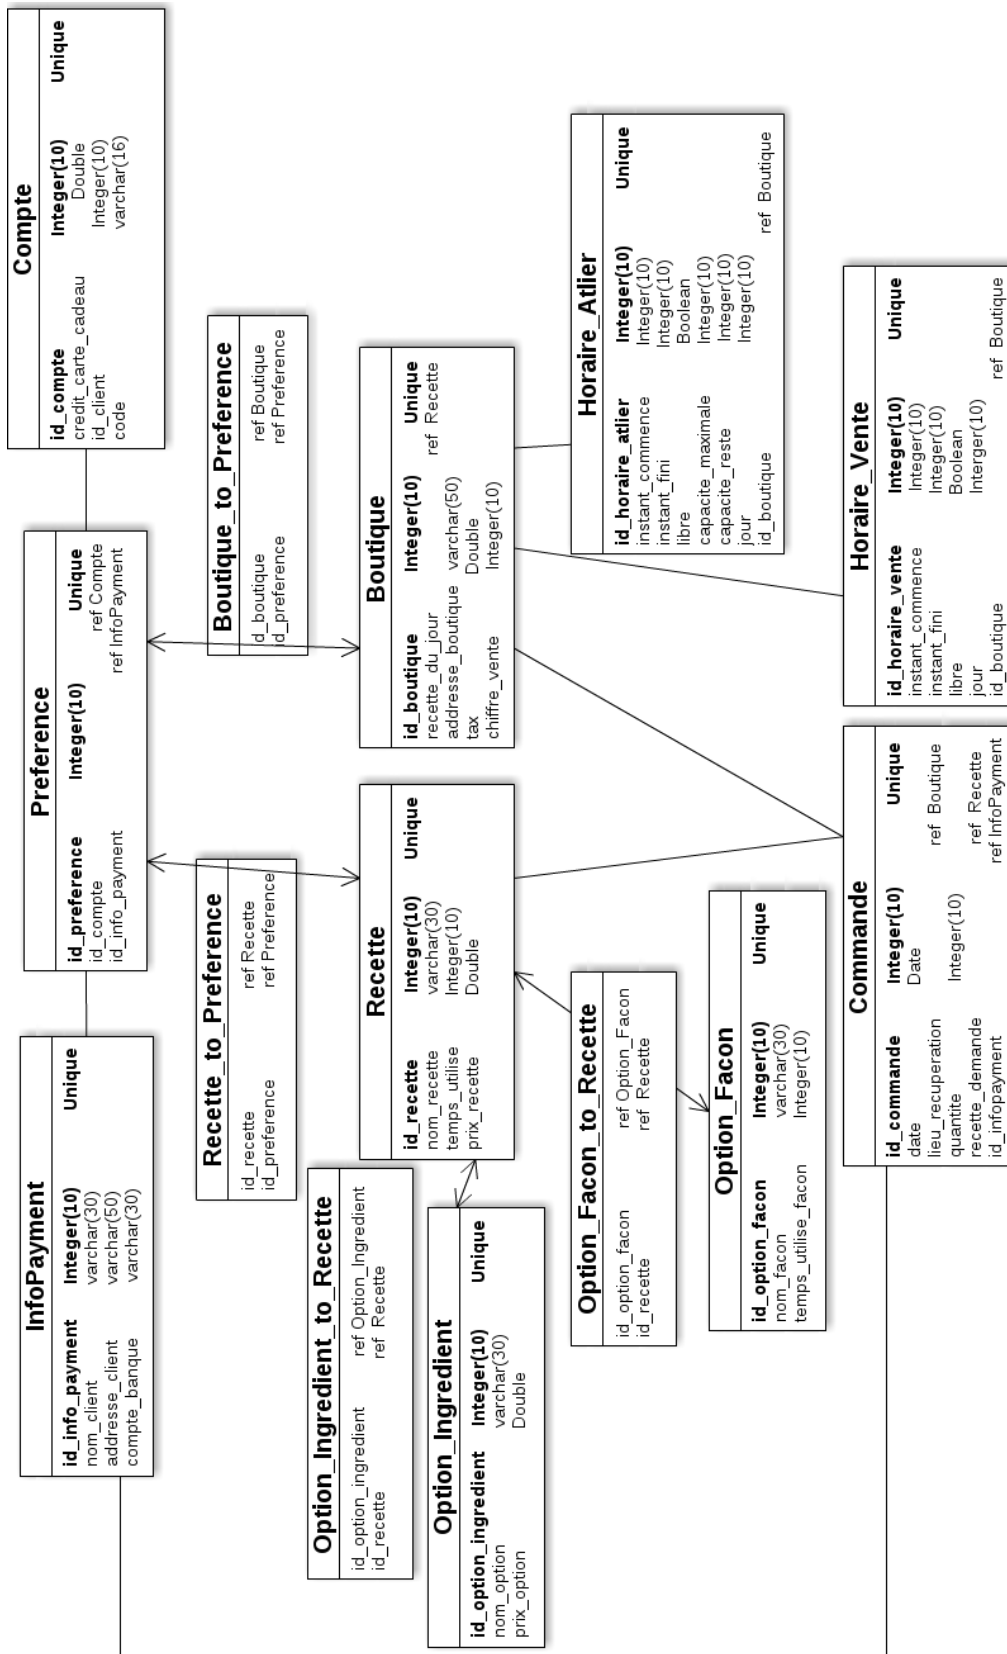 InfoPayment
id_info_payment Integer(10) Unique
nom_client varchar(30)
addresse_client varchar(50)
compte_banque varchar(30)
Preference
id_preference Integer(10) Unique
id_compte ref Compte
id_info_payment ref InfoPayment
Compte
id_compte Integer(10) Unique
credit_carte_cadeau Double
id_client Integer(10)
code varchar(16)
Recette_to_Preference
id_recette ref Recette
id_preference ref Preference
Boutique_to_Preference
id_boutique ref Boutique
id_preference ref Preference
Option_Ingredient_to_Recette
id_option_ingredient ref Option_Ingredient
id_recette ref Recette
Recette
id_recette Integer(10) Unique
nom_recette varchar(30)
temps_utilise Integer(10)
prix_recette Double
Boutique
id_boutique Integer(10) Unique
recette_du_jour ref Recette
addresse_boutique varchar(50)
tax Double
chiffre_vente Integer(10)
Option_Ingredient
id_option_ingredient Integer(10) Unique
nom_option varchar(30)
prix_option Double
Option_Facon_to_Recette
id_option_facon ref Option_Facon
id_recette ref Recette
Horaire_Atlier
id_horaire_atlier Integer(10) Unique
instant_commence Integer(10)
instant_fini Integer(10)
libre Boolean
capacite_maximale Integer(10)
capacite_reste Integer(10)
jour Integer(10)
id_boutique ref Boutique
Option_Facon
id_option_facon Integer(10) Unique
nom_facon varchar(30)
temps_utilise_facon Integer(10)
Commande
id_commande Integer(10) Unique
date Date
lieu_recuperation ref Boutique
quantite Integer(10)
recette_demande ref Recette
id_infopayment ref InfoPayment
Horaire_Vente
id_horaire_vente Integer(10) Unique
instant_commence Integer(10)
instant_fini Integer(10)
libre Boolean
jour Interger(10)
id_boutique ref Boutique